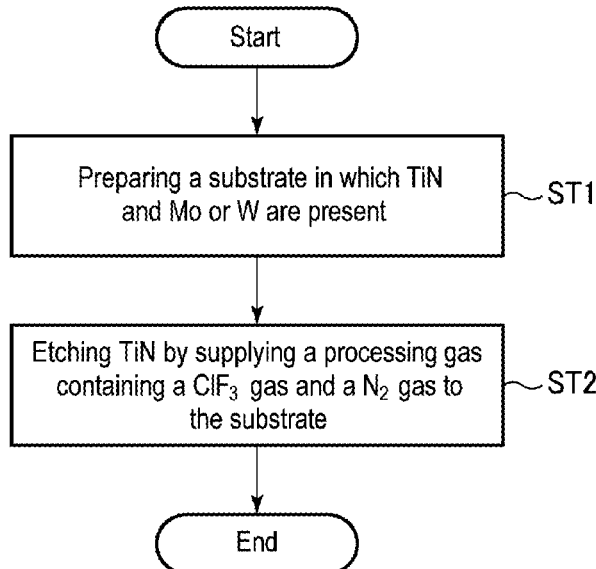 Start
Preparing a substrate in which TiN
and Mo or W are present
ST1
Etching TiN by supplying a processing gas
containing a ClF₃ gas and a N₂ gas to
the substrate
ST2
End